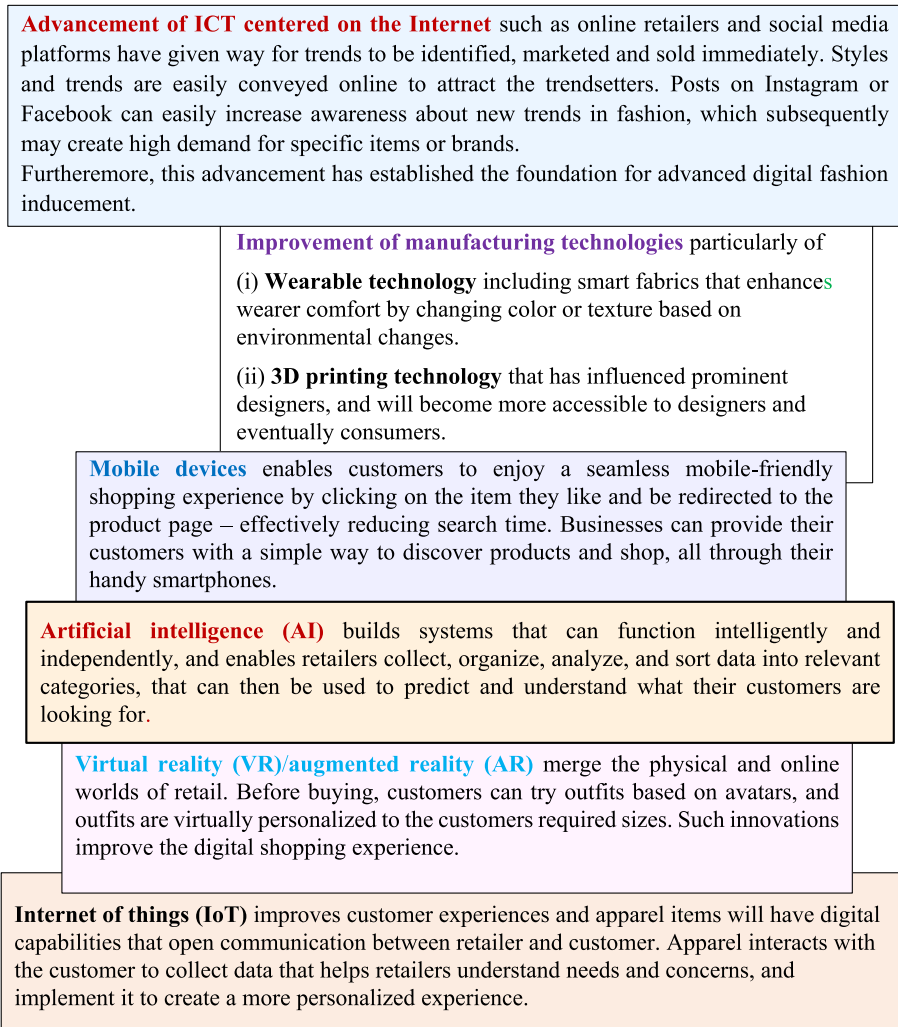 Advancement of ICT centered on the Internet such as online retailers and social media
platforms have given way for trends to be identified, marketed and sold immediately. Styles
and trends are easily conveyed online to attract the trendsetters. Posts on Instagram or
Facebook can easily increase awareness about new trends in fashion, which subsequently
may create high demand for specific items or brands.
Furtheremore, this advancement has established the foundation for advanced digital fashion
inducement.
Improvement of manufacturing technologies particularly of
(i) Wearable technology including smart fabrics that enhances
wearer comfort by changing color or texture based on
environmental changes.
(ii) 3D printing technology that has influenced prominent
designers, and will become more accessible to designers and
eventually consumers.
Mobile devices enables customers to enjoy a seamless mobile-friendly
shopping experience by clicking on the item they like and be redirected to the
product page – effectively reducing search time. Businesses can provide their
customers with a simple way to discover products and shop, all through their
handy smartphones.
Artificial intelligence (AI) builds systems that can function intelligently and
independently, and enables retailers collect, organize, analyze, and sort data into relevant
categories, that can then be used to predict and understand what their customers are
looking for.
Virtual reality (VR)/augmented reality (AR) merge the physical and online
worlds of retail. Before buying, customers can try outfits based on avatars, and
outfits are virtually personalized to the customers required sizes. Such innovations
improve the digital shopping experience.
Internet of things (IoT) improves customer experiences and apparel items will have digital
capabilities that open communication between retailer and customer. Apparel interacts with
the customer to collect data that helps retailers understand needs and concerns, and
implement it to create a more personalized experience.